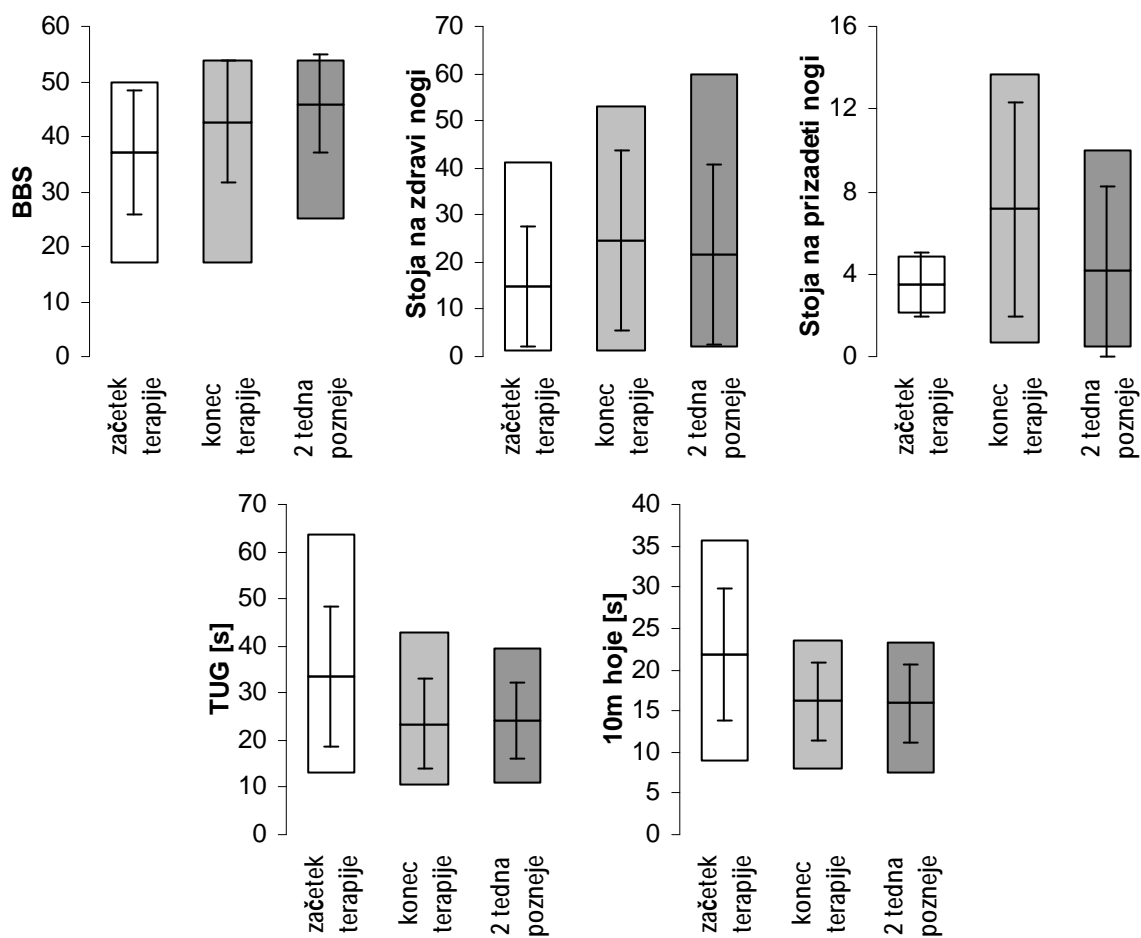 BBS
60
50
40
30
20
10
0
začetek
terapije
konec
terapije
2 tedna
pozneje
Stoja na zdravi nogi
70
60
50
40
30
20
10
0
začetek
terapije
konec
terapije
2 tedna
pozneje
Stoja na prizadeti nogi
16
12
8
4
0
začetek
terapije
konec
terapije
2 tedna
pozneje
TUG [s]
70
60
50
40
30
20
10
0
začetek
terapije
konec
terapije
2 tedna
pozneje
10m hoje [s]
40
35
30
25
20
15
10
5
0
začetek
terapije
konec
terapije
2 tedna
pozneje